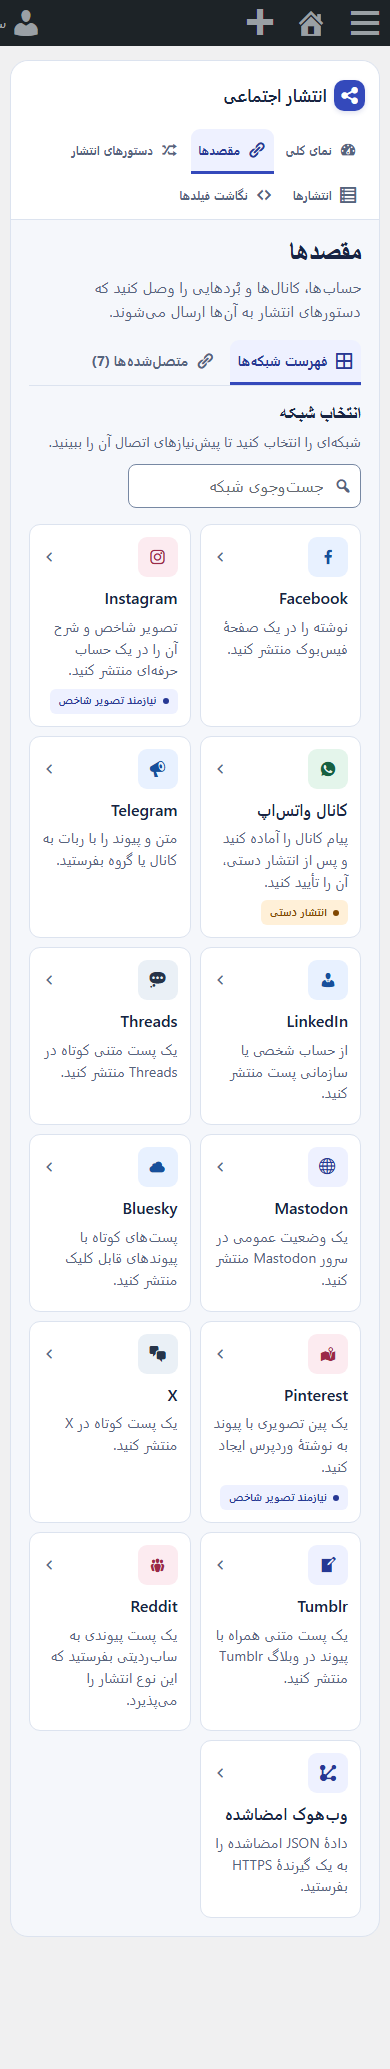 س
انتشار اجتماعی
نمای کلی
مقصدها
دستورهای انتشار
انتشارها
نگاشت فیلدها
مقصدها
حساب‌ها، کانال‌ها و بُردهایی را وصل کنید که
دستورهای انتشار به آن‌ها ارسال می‌شوند.
فهرست شبکه‌ها
متصل‌شده‌ها (7)
انتخاب شبکه
شبکه‌ای را انتخاب کنید تا پیش‌نیازهای اتصال آن را ببینید.
جست‌وجوی شبکه
Facebook
نوشته را در یک صفحهٔ
فیس‌بوک منتشر کنید.
Instagram
تصویر شاخص و شرح
آن را در یک حساب
حرفه‌ای منتشر کنید.
نیازمند تصویر شاخص
کانال واتس‌اپ
پیام کانال را آماده کنید
و پس از انتشار دستی،
آن را تأیید کنید.
انتشار دستی
Telegram
متن و پیوند را با ربات به
کانال یا گروه بفرستید.
LinkedIn
از حساب شخصی یا
سازمانی پست منتشر
کنید.
Threads
یک پست متنی کوتاه در
Threads منتشر کنید.
Mastodon
یک وضعیت عمومی در
سرور Mastodon منتشر
کنید.
Bluesky
پست‌های کوتاه با
پیوندهای قابل کلیک
منتشر کنید.
Pinterest
یک پین تصویری با پیوند
به نوشتهٔ وردپرس ایجاد
کنید.
نیازمند تصویر شاخص
X
یک پست کوتاه در X
منتشر کنید.
Tumblr
یک پست متنی همراه با
پیوند در وبلاگ Tumblr
منتشر کنید.
Reddit
یک پست پیوندی به
ساب‌ردیتی بفرستید که
این نوع انتشار را
می‌پذیرد.
وب‌هوک امضاشده
دادهٔ JSON امضاشده را
به یک گیرندهٔ HTTPS
بفرستید.